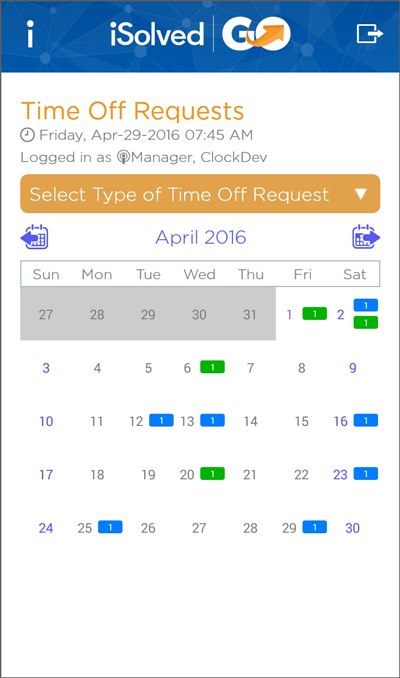 i iSolved GO
Time Off Requests
Friday, Apr-29-2016 07:45 AM
Logged in as Manager, ClockDev
Select Type of Time Off Request
April 2016
Sun Mon Tue Wed Thu Fri Sat
27 28 29 30 31 1 1 2 1
1
3 4 5 6 1 7 8 9
10 11 12 1 13 1 14 15 16 1
17 18 19 20 1 21 22 23 1
24 25 1 26 27 28 29 1 30